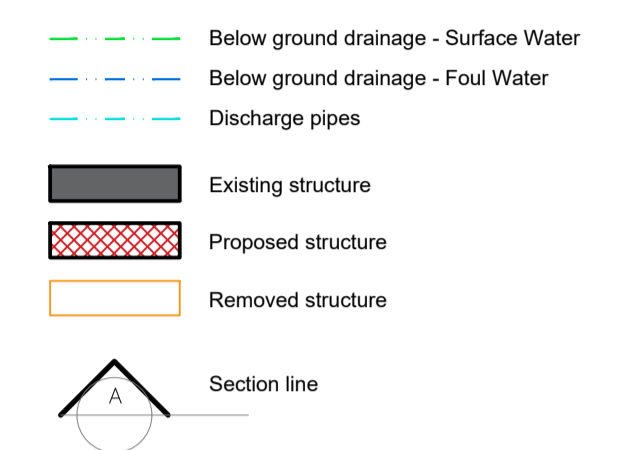 Below ground drainage - Surface Water
Below ground drainage - Foul Water
Discharge pipes
Existing structure
Proposed structure
Removed structure
A
Section line